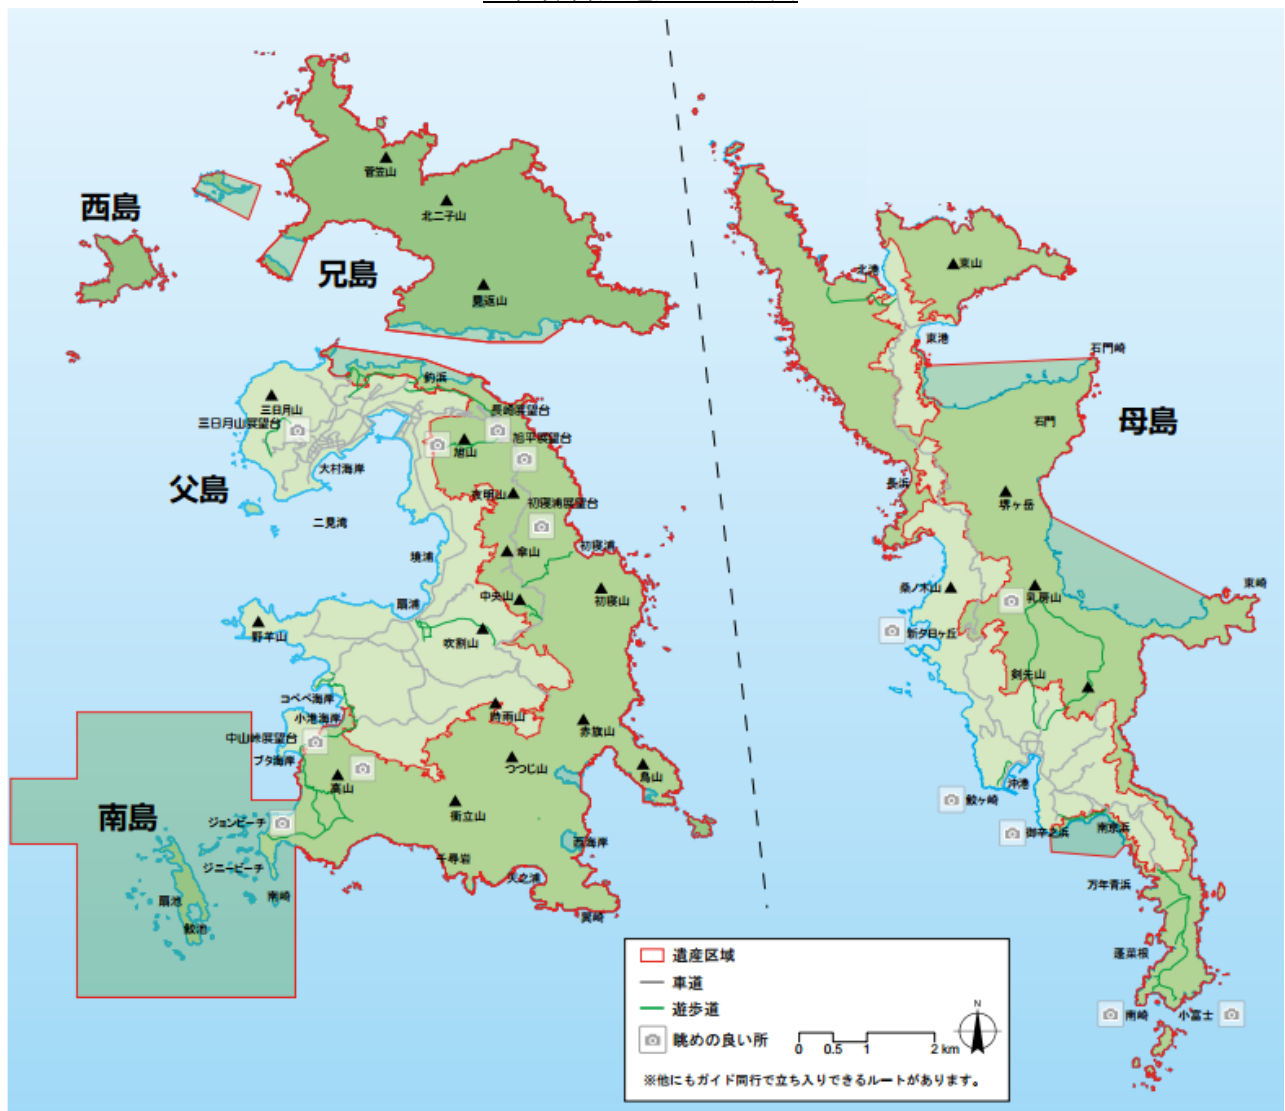 菅笠山
北二子山
西島
兄島
見返山
東山
北港
東港
石門崎
釣浜
三日月山
三日月山展望台
長崎展望台
旭平展望台
旭山
石門
母島
大村海岸
父島
夜明山
初寝浦展望台
長浜
堺ヶ岳
二見湾
境浦
傘山
初寝浦
扇浦
中央山
初寝山
桑ノ木山
乳房山
東崎
野羊山
吹割山
新夕日ヶ丘
剣先山
コペペ海岸
小港海岸
時雨山
赤旗山
中山峠展望台
ブタ海岸
つつじ山
鳥山
高山
沖港
鮫ヶ崎
南島
ジョンビーチ
衝立山
御幸之浜
南京浜
西海岸
千尋岩
ジニービーチ
南崎
扇池
鮫池
矢之浦
巽崎
万年青浜
蓬菜根
南崎
小富士
遺産区域
車道
遊歩道
眺めの良い所
N
0 0.5 1 2 km
※他にもガイド同行で立ち入りできるルートがあります。